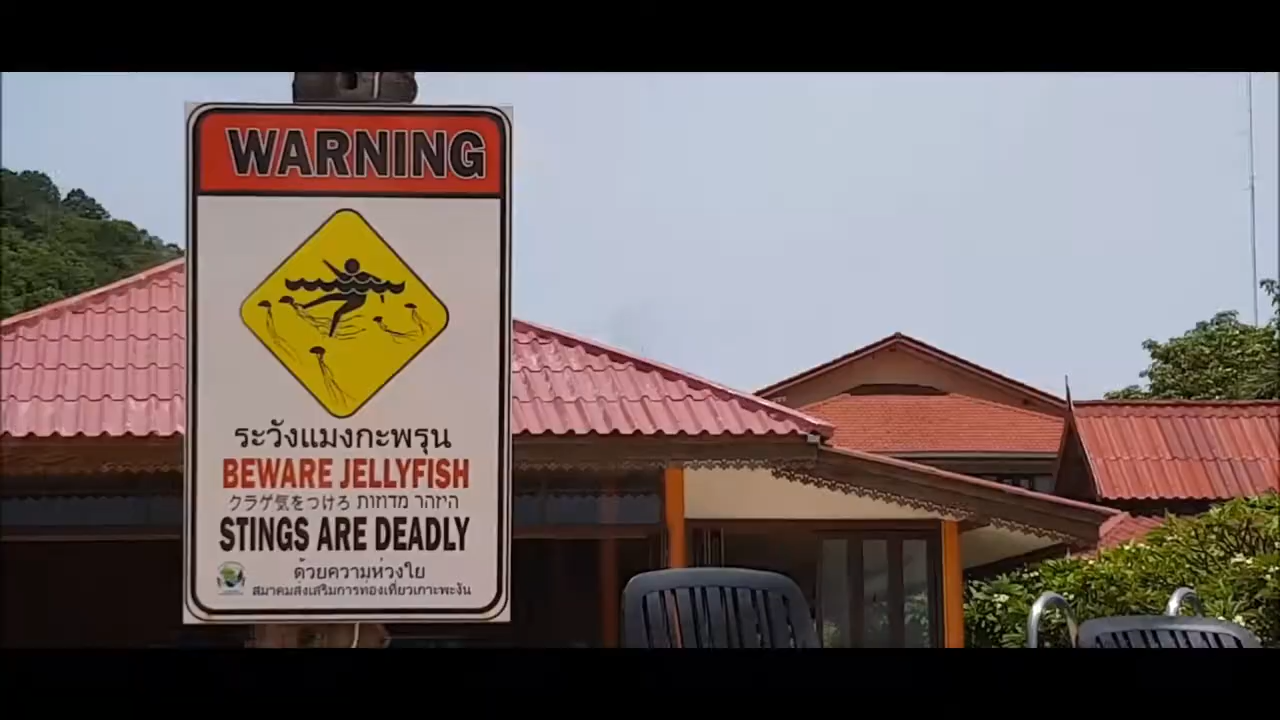 WARNING
ระวังแมงกะพรุน
BEWARE JELLYFISH
クラゲ気をつけろ היזהר מדוזות
STINGS ARE DEADLY
ด้วยความห่วงใย
สมาคมส่งเสริมการท่องเที่ยวเกาะพะงัน